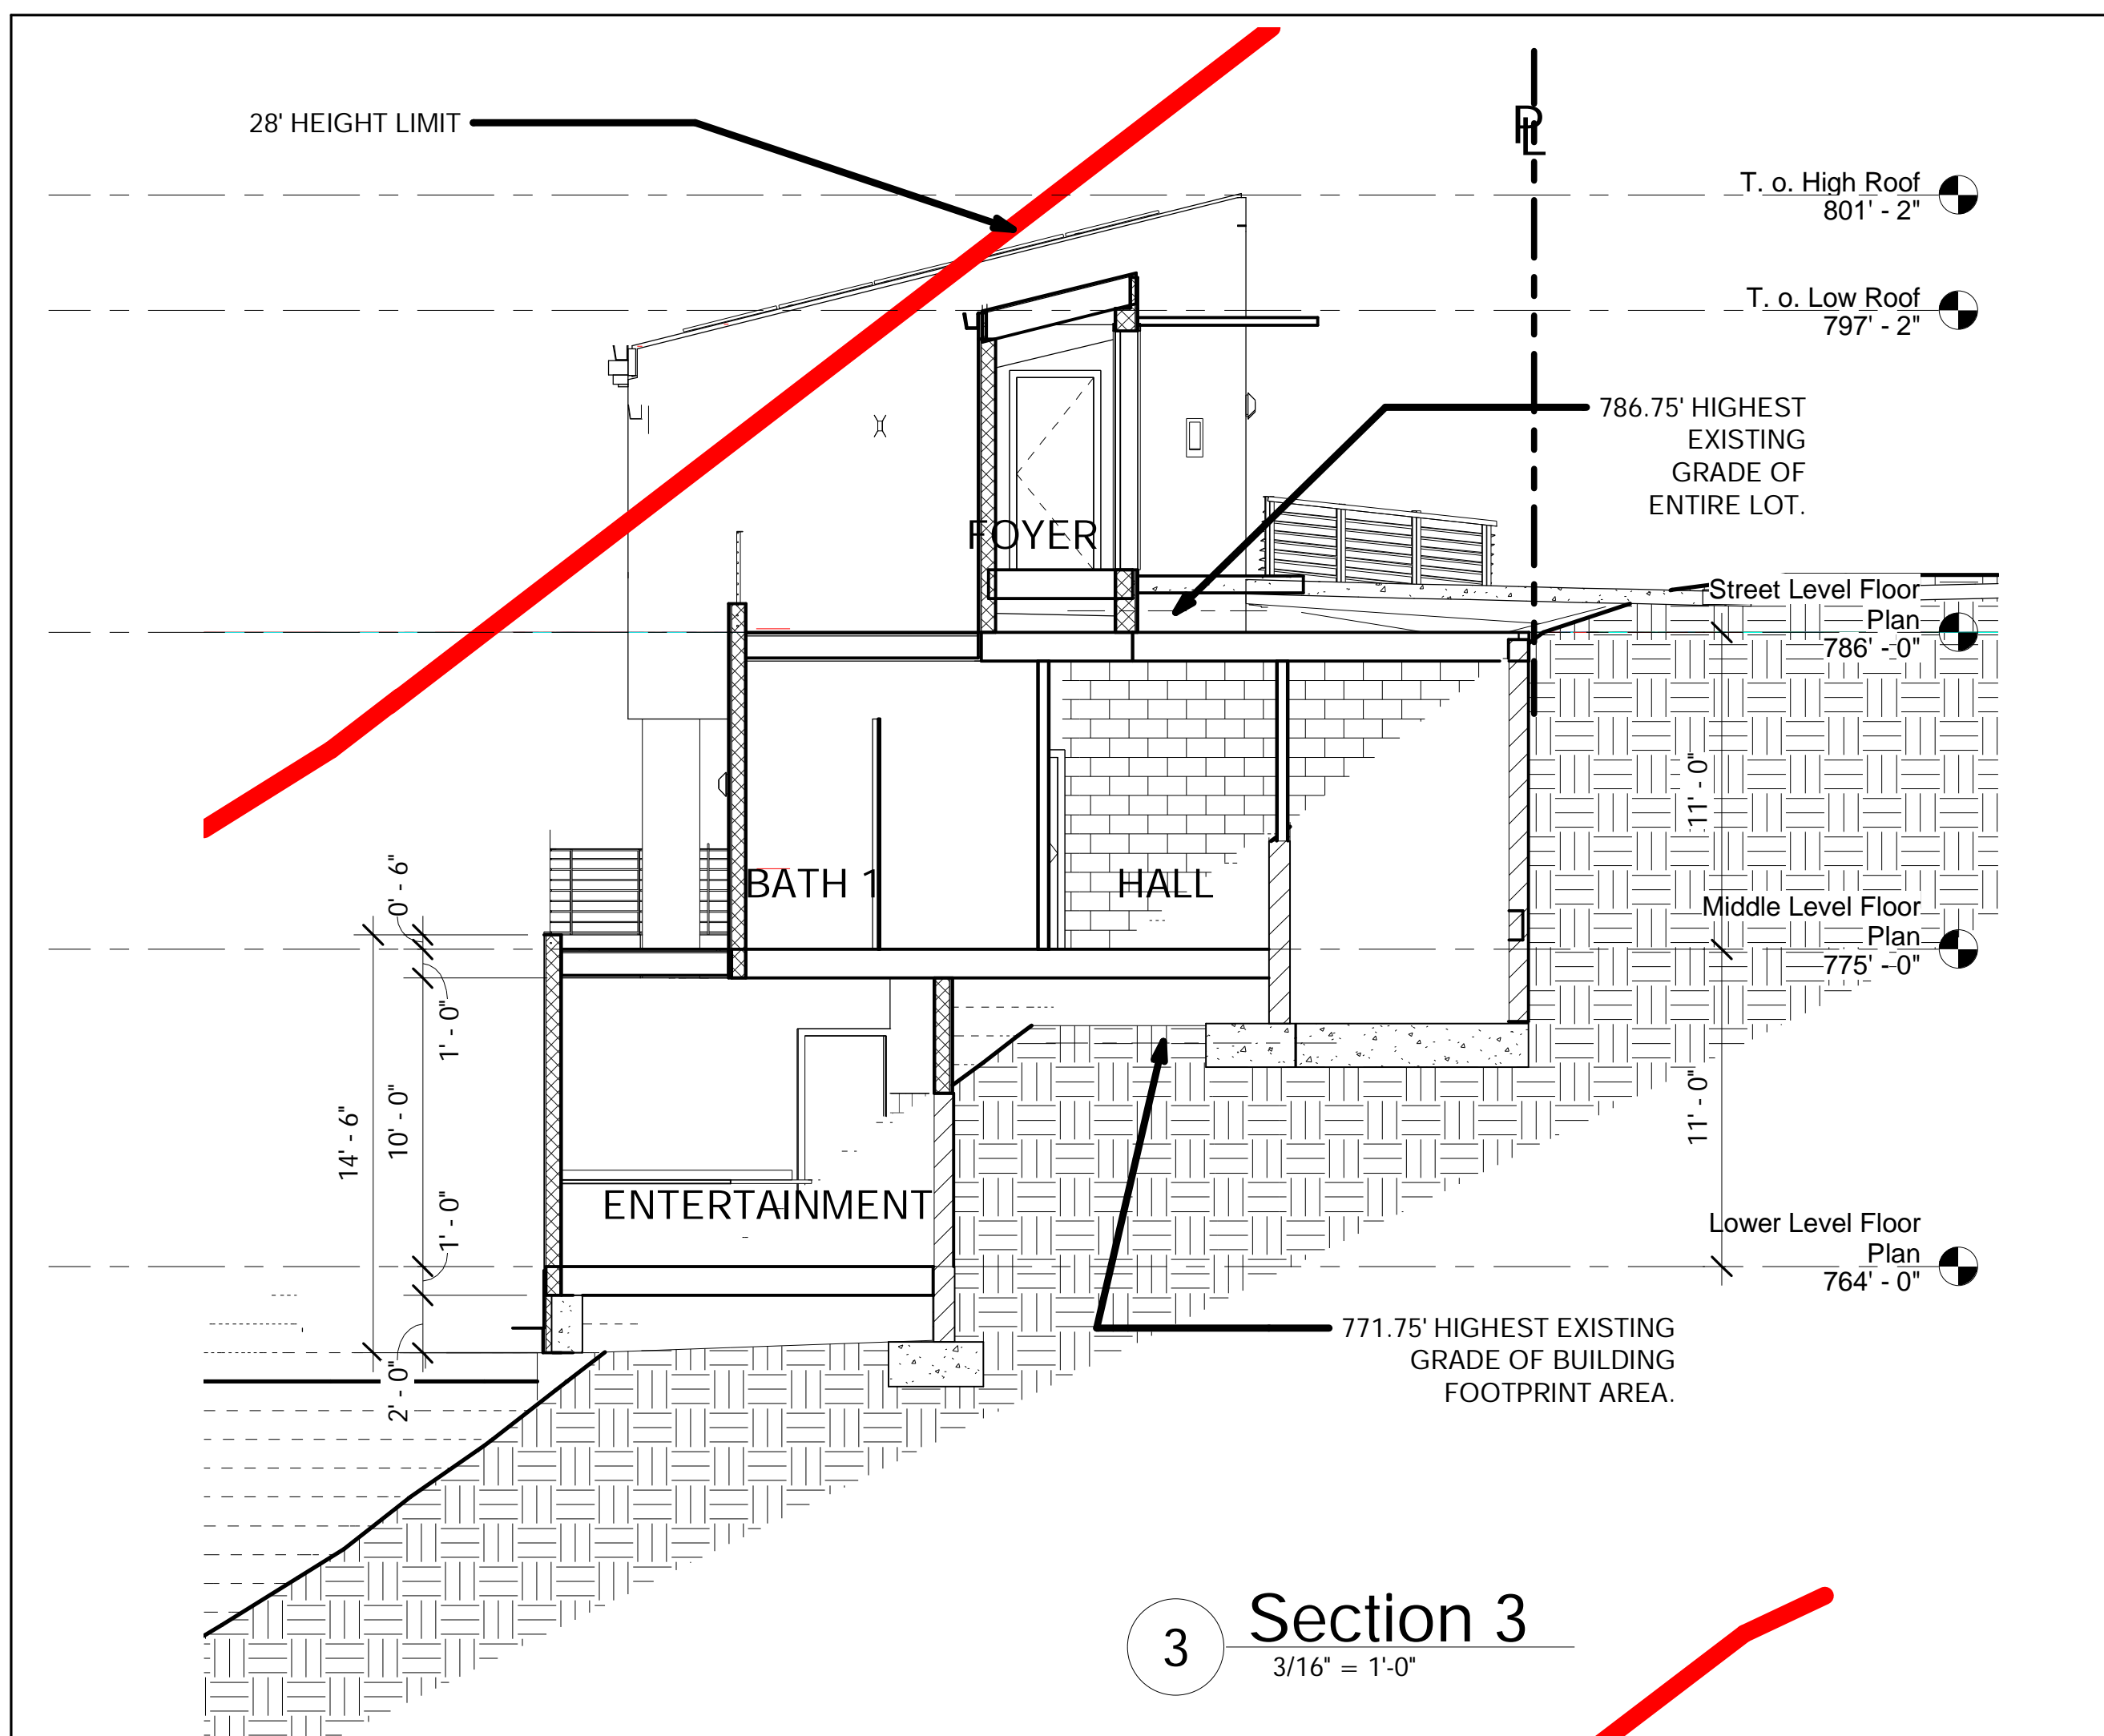 28' HEIGHT LIMIT
PL
T. o. High Roof
801' - 2"
T. o. Low Roof
797' - 2"
786.75' HIGHEST
EXISTING
GRADE OF
ENTIRE LOT.
FOYER
Street Level Floor
Plan
786' - 0"
11' - 0"
BATH 1
HALL
0' - 6"
Middle Level Floor
Plan
775' - 0"
1' - 0"
14' - 6"
10' - 0"
11' - 0"
1' - 0"
ENTERTAINMENT
Lower Level Floor
Plan
764' - 0"
2' - 0"
771.75' HIGHEST EXISTING
GRADE OF BUILDING
FOOTPRINT AREA.
3
Section 3
3/16" = 1'-0"